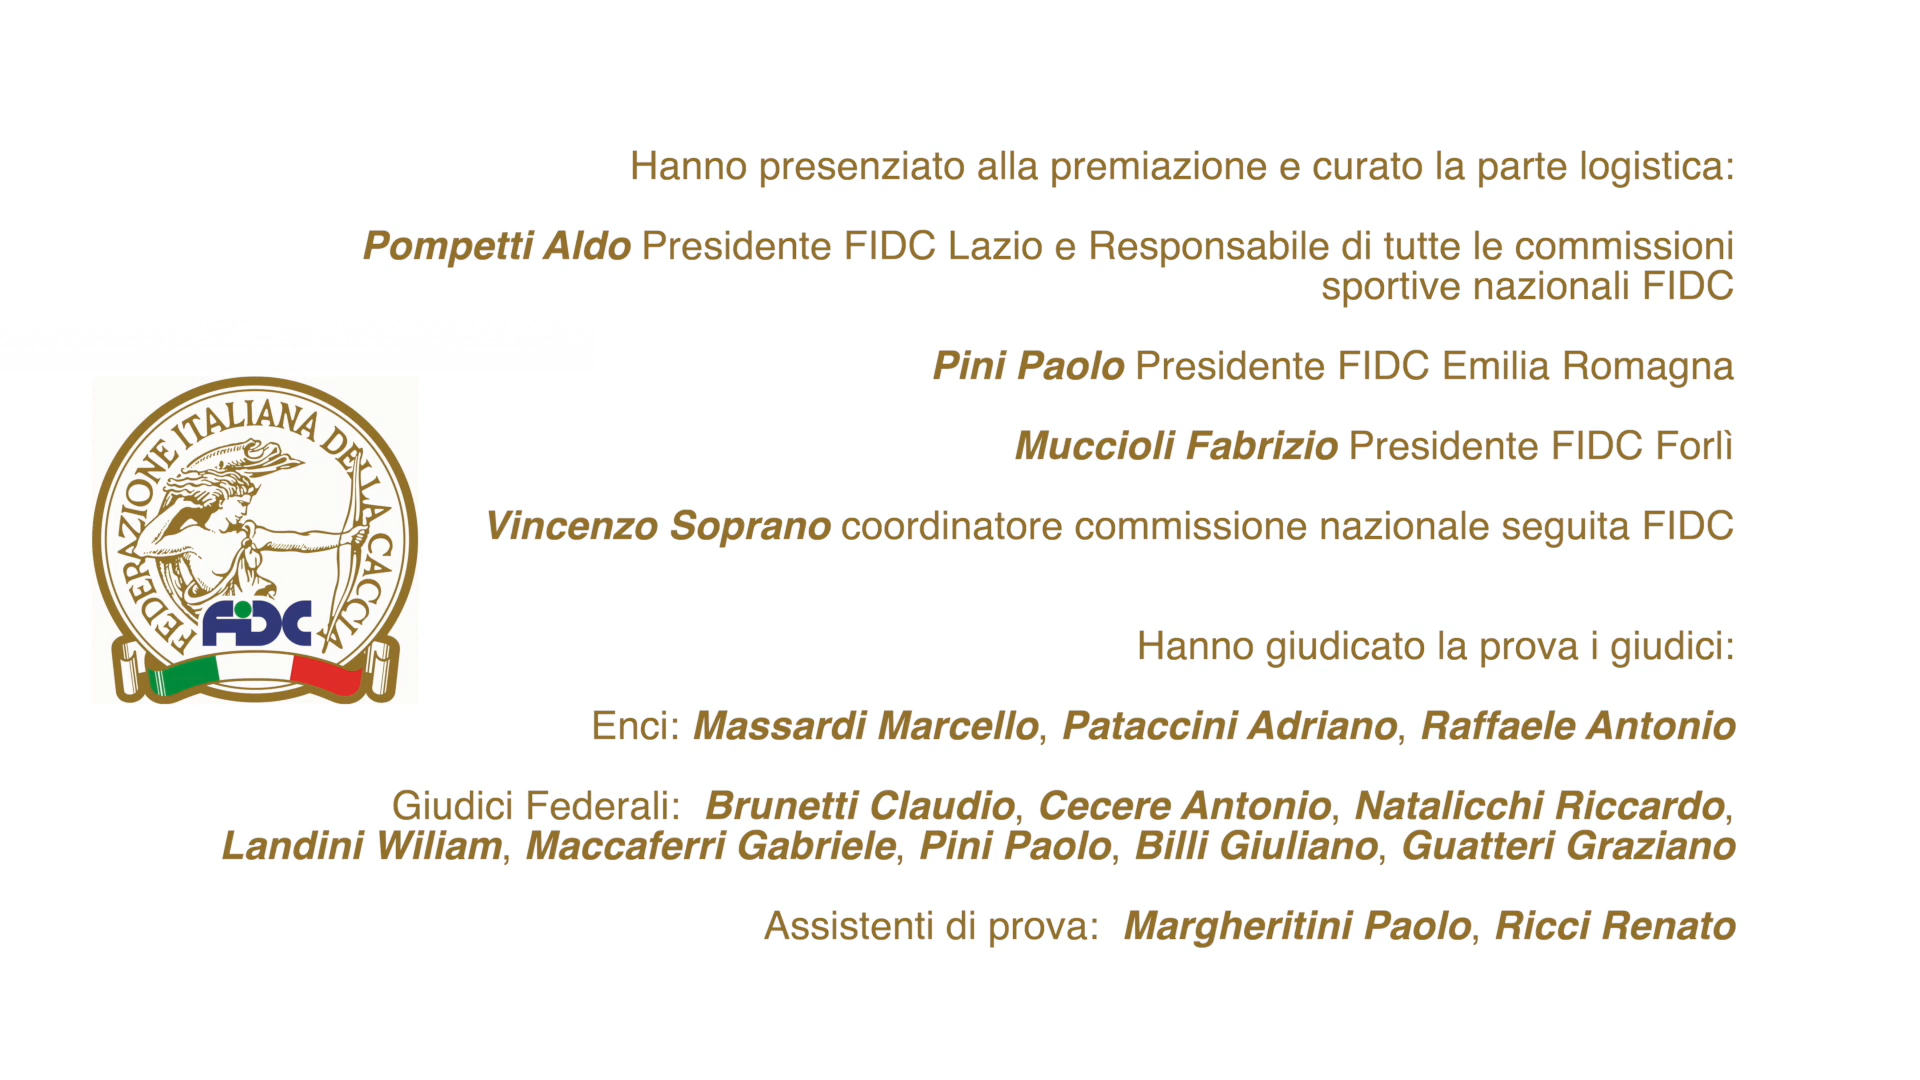 Hanno presenziato alla premiazione e curato la parte logistica:
Pompetti Aldo Presidente FIDC Lazio e Responsabile di tutte le commissioni
sportive nazionali FIDC
Pini Paolo Presidente FIDC Emilia Romagna
Muccioli Fabrizio Presidente FIDC Forlì
Vincenzo Soprano coordinatore commissione nazionale seguita FIDC
FEDERAZIONE ITALIANA DELLA CACCIA
FIDC
Hanno giudicato la prova i giudici:
Enci: Massardi Marcello, Pataccini Adriano, Raffaele Antonio
Giudici Federali: Brunetti Claudio, Cecere Antonio, Natalicchi Riccardo,
Landini Wiliam, Maccaferri Gabriele, Pini Paolo, Billi Giuliano, Guatteri Graziano
Assistenti di prova: Margheritini Paolo, Ricci Renato